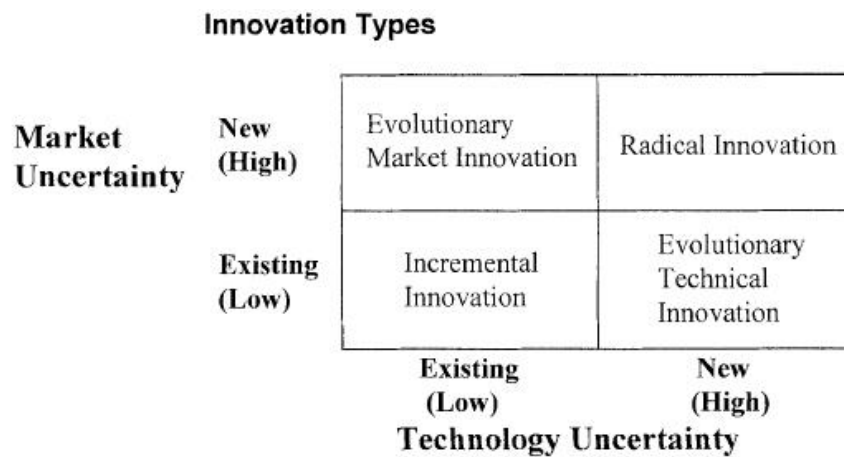 Innovation Types
Market
Uncertainty
New
(High)
Evolutionary
Market Innovation
Radical Innovation
Existing
(Low)
Incremental
Innovation
Evolutionary
Technical
Innovation
Existing
(Low)
New
(High)
Technology Uncertainty